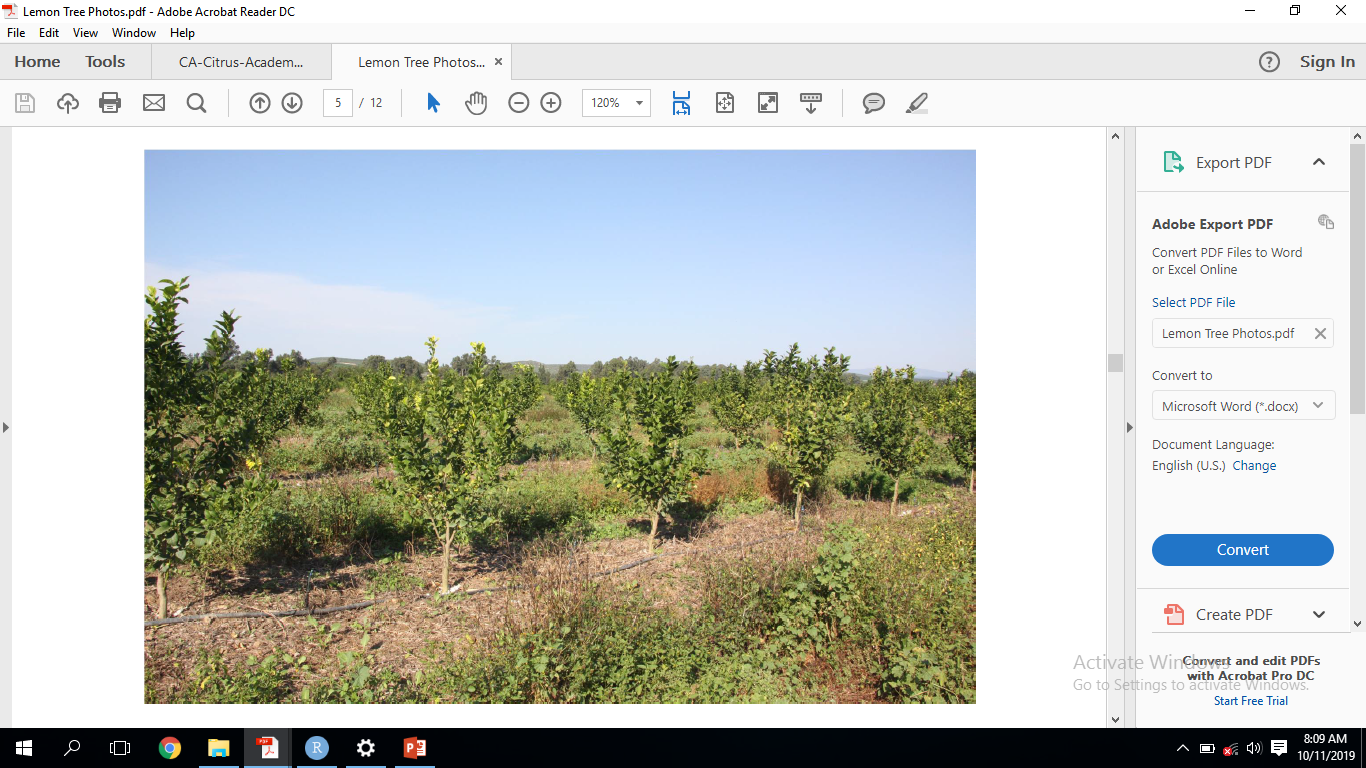 Lemon Tree Photos.pdf - Adobe Acrobat Reader DC
File Edit View Window Help
Home Tools CA-Citrus-Academ... Lemon Tree Photos... × Sign In
5 / 12 120%
Export PDF
Adobe Export PDF
Convert PDF Files to Word
or Excel Online
Select PDF File
Lemon Tree Photos.pdf
Convert to
Microsoft Word (*.docx)
Document Language:
English (U.S.) Change
Convert
Create PDF
Activate Windows
Go to Settings to activate Windows.
Convert and edit PDFs
with Acrobat Pro DC
Start Free Trial
8:09 AM
10/11/2019